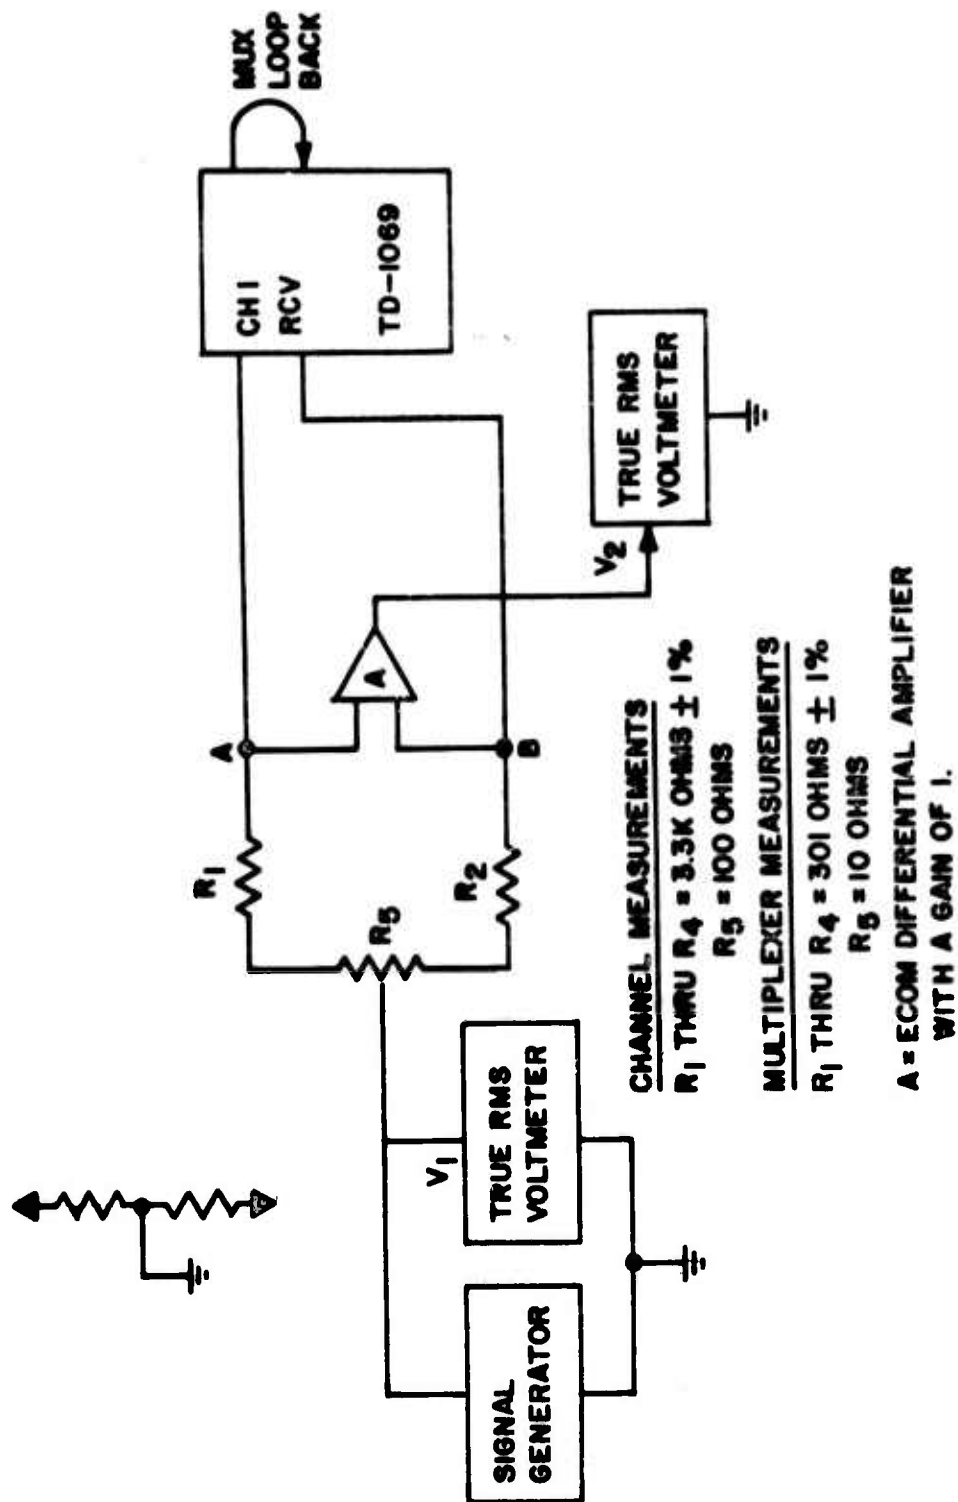 MUX
LOOP
BACK
CH 1
RCV
TD-1069
A
R1
A
V2
TRUE RMS
VOLTMETER
B
R2
R5
V1
TRUE RMS
VOLTMETER
SIGNAL
GENERATOR
CHANNEL MEASUREMENTS
R1 THRU R4 = 3.3K OHMS ± 1%
R5 = 100 OHMS
MULTIPLEXER MEASUREMENTS
R1 THRU R4 = 301 OHMS ± 1%
R5 = 10 OHMS
A = ECOM DIFFERENTIAL AMPLIFIER
WITH A GAIN OF 1.